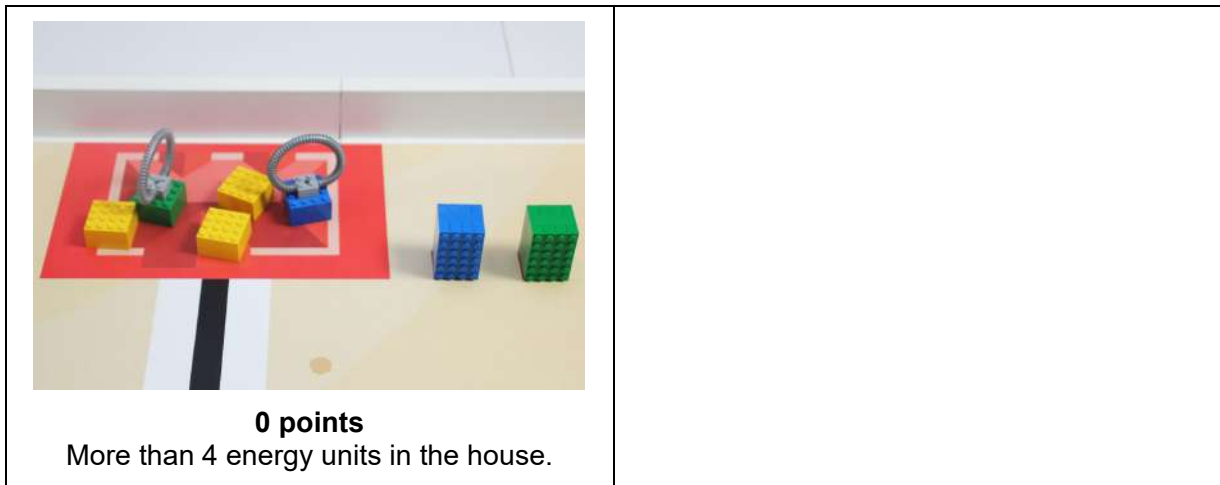 0 points
More than 4 energy units in the house.